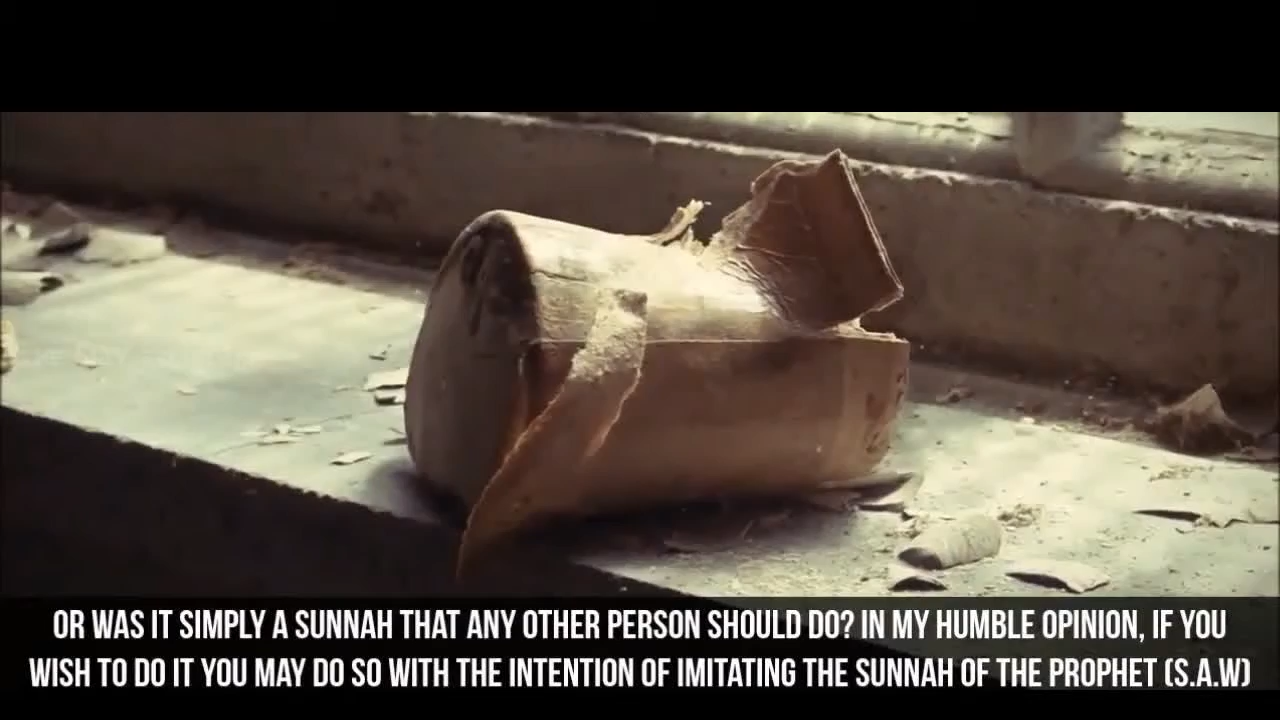 OR WAS IT SIMPLY A SUNNAH THAT ANY OTHER PERSON SHOULD DO? IN MY HUMBLE OPINION, IF YOU
WISH TO DO IT YOU MAY DO SO WITH THE INTENTION OF IMITATING THE SUNNAH OF THE PROPHET (S.A.W)